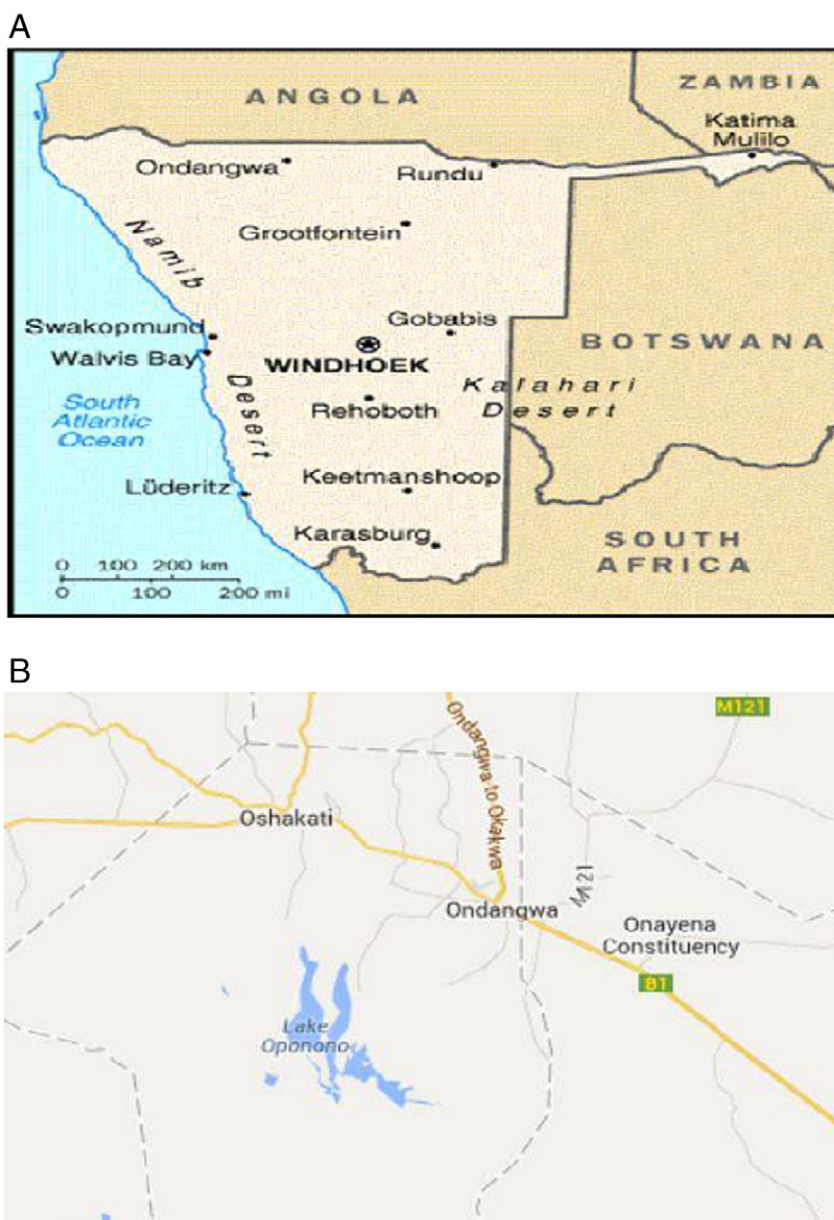 A
ANGOLA
ZAMBIA
Katima
Mulilo
Ondangwa
Rundu
Grootfontein
Namib
Swakopmund
Gobabis
Walvis Bay
WINDHOEK
BOTSWANA
Kalahari
Desert
South
Atlantic
Ocean
Desert
Rehoboth
Lüderitz
Keetmanshoop
Karasburg
SOUTH
AFRICA
0 100 200 km
0 100 200 mi
B
M121
Ondangwa to Okakwa
Oshakati
M121
Ondangwa
Onayena
Constituency
B1
Lake
Oponono